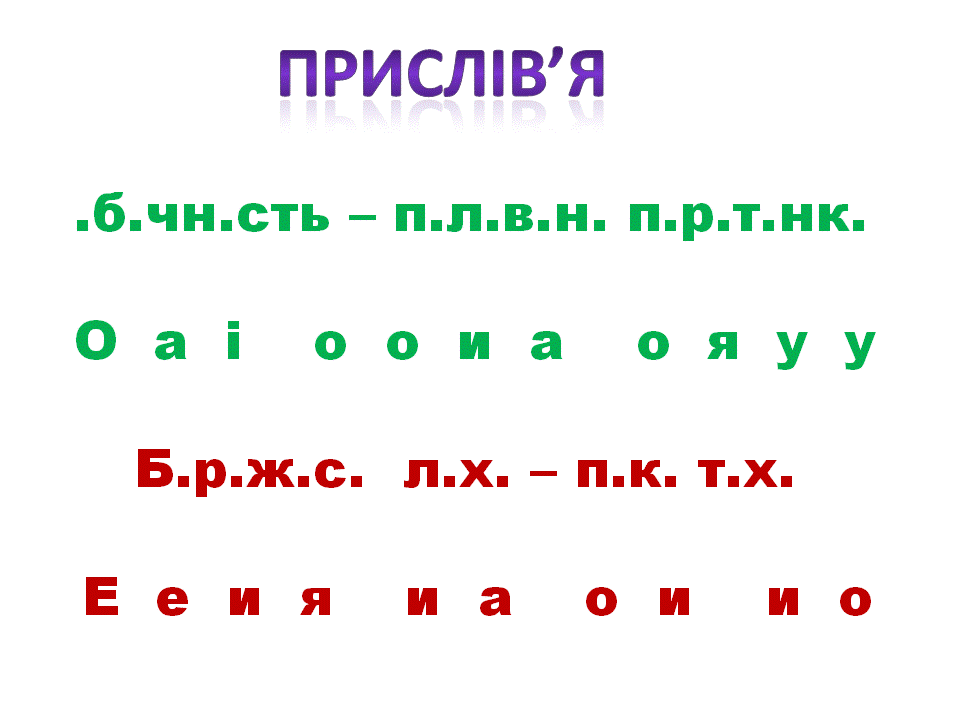 ПРИСЛІВ’Я
.б.чн.сть – п.л.в.н. п.р.т.нк.
О а і о о и а о я у у
Б.р.ж.с. л.х. – п.к. т.х.
Е е и я и а о и и о